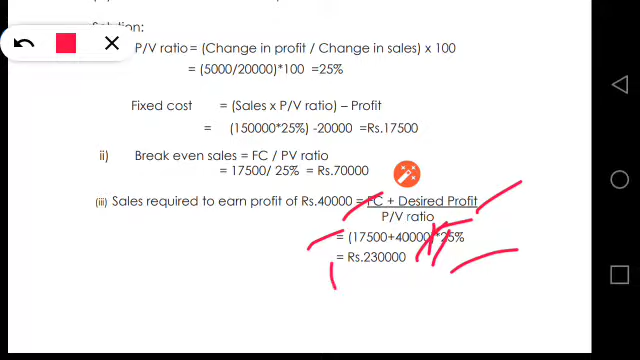 Solution:
P/V ratio = (Change in profit / Change in sales) x 100
= (5000/20000)*100 =25%
Fixed cost = (Sales x P/V ratio) – Profit
= (150000*25%) -20000 =Rs.17500
ii) Break even sales = FC / PV ratio
= 17500/ 25% = Rs.70000
(iii) Sales required to earn profit of Rs.40000 = FC + Desired Profit
P/V ratio
= (17500+40000) *25%
= Rs.230000